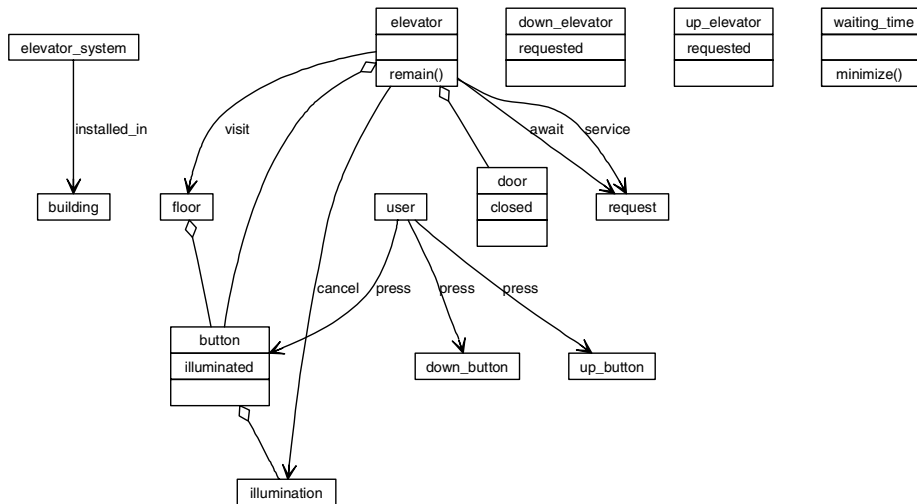 elevator
down_elevator
up_elevator
waiting_time
elevator_system
requested
requested
remain()
minimize()
installed_in
visit
await
service
building
floor
user
door
closed
request
cancel
press
press
press
button
illuminated
down_button
up_button
illumination